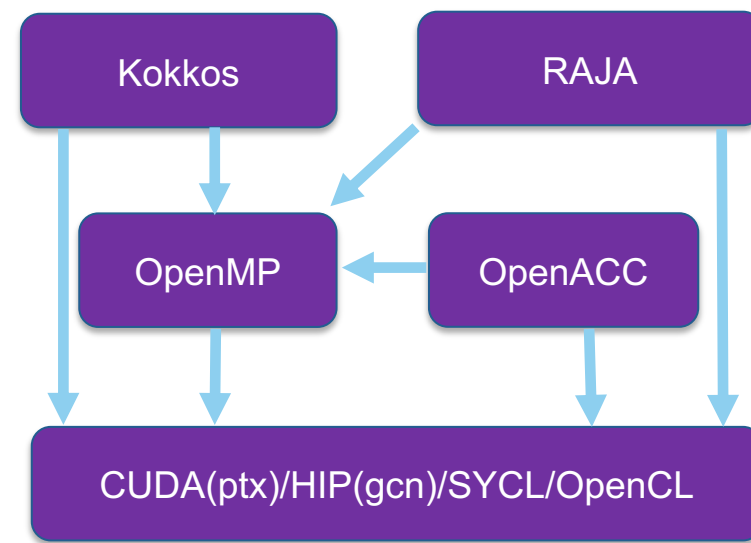 Kokkos
RAJA
OpenMP
OpenACC
CUDA(ptx)/HIP(gcn)/SYCL/OpenCL